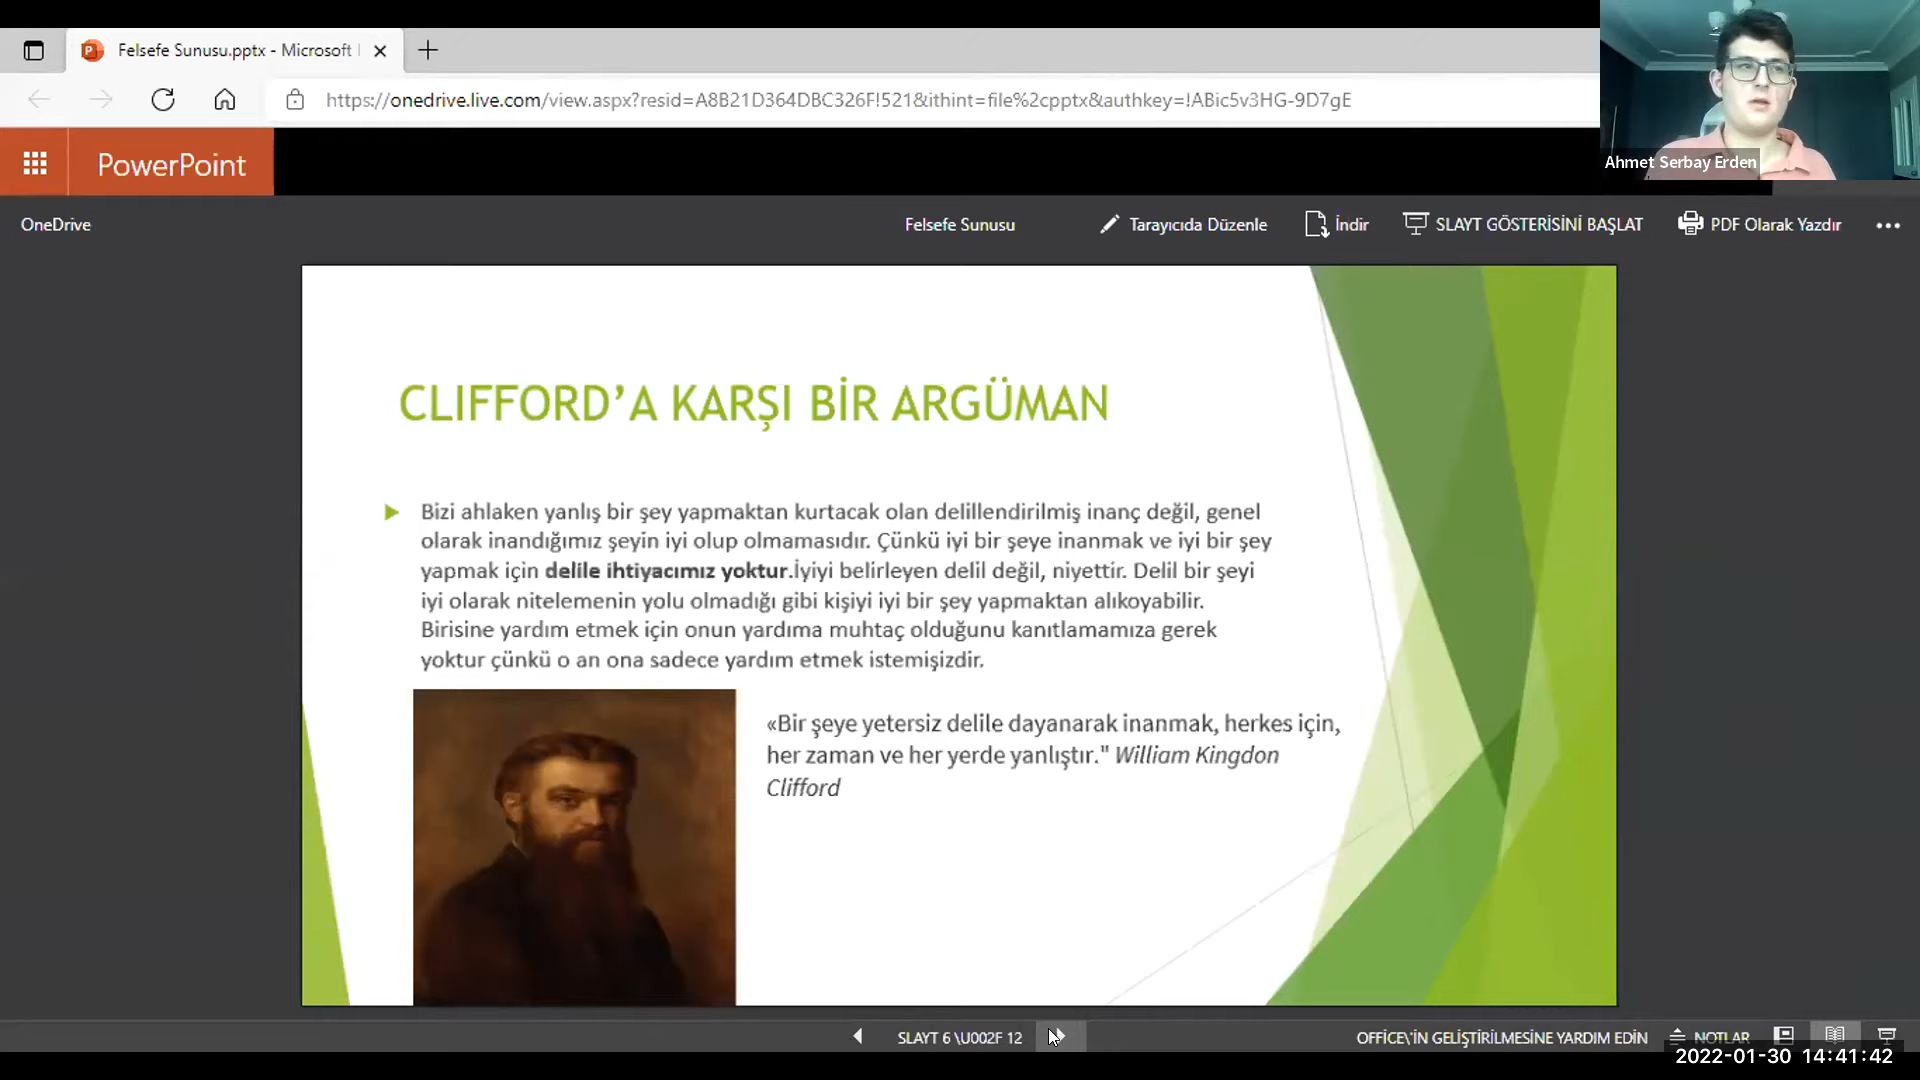 Felsefe Sunusu.pptx - Microsoft
https://onedrive.live.com/view.aspx?resid=A8B21D364DBC326F!521&ithint=file%2cpptx&authkey=!ABic5v3HG-9D7gE
Ahmet Serbay Erden
PowerPoint
OneDrive
Felsefe Sunusu
Tarayıcıda Düzenle
İndir
SLAYT GÖSTERİSİNİ BAŞLAT
PDF Olarak Yazdır
CLIFFORD’A KARŞI BİR ARGÜMAN
Bizi ahlaken yanlış bir şey yapmaktan kurtacak olan delillendirilmiş inanç değil, genel
olarak inandığımız şeyin iyi olup olmamasıdır. Çünkü iyi bir şeye inanmak ve iyi bir şey
yapmak için delile ihtiyacımız yoktur.İyiyi belirleyen delil değil, niyettir. Delil bir şeyi
iyi olarak nitelemenin yolu olmadığı gibi kişiyi iyi bir şey yapmaktan alıkoyabilir.
Birisine yardım etmek için onun yardıma muhtaç olduğunu kanıtlamamıza gerek
yoktur çünkü o an ona sadece yardım etmek istemişizdir.
«Bir şeye yetersiz delile dayanarak inanmak, herkes için,
her zaman ve her yerde yanlıştır." William Kingdon
Clifford
SLAYT 6 \U002F 12
OFFICE\'İN GELİŞTİRİLMESİNE YARDIM EDİN
NOTLAR
2022-01-30 14:41:42